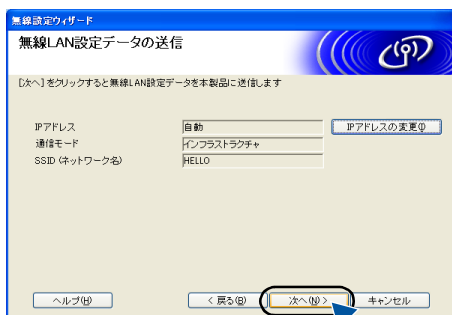 無線設定ウィザード
無線LAN設定データの送信
[次へ]をクリックすると無線LAN設定データを本製品に送信します
IPアドレス 自動 IPアドレスの変更(I)
通信モード インフラストラクチャ
SSID (ネットワーク名) HELLO
ヘルプ(H) < 戻る(B) 次へ(N) > キャンセル